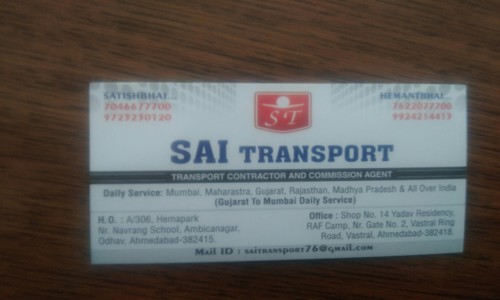 SATISHBHAI... HEMANTBHAI...
7046677700 7622077700
9723230120 9924214413
ST
SAI TRANSPORT
TRANSPORT CONTRACTOR AND COMMISSION AGENT
Daily Service: Mumbai, Maharastra, Gujarat, Rajasthan, Madhya Pradesh & All Over India
(Gujarat To Mumbai Daily Service)
H.O. : A/306, Hemapark
Nr. Navrang School, Ambicanagar,
Odhav, Ahmedabad-382415.
Office : Shop No. 14 Yadav Residency,
RAF Camp, Nr. Gate No. 2, Vastral Ring
Road, Vastral, Ahmedabad-382418.
Mail ID : saitransport76@gmail.com